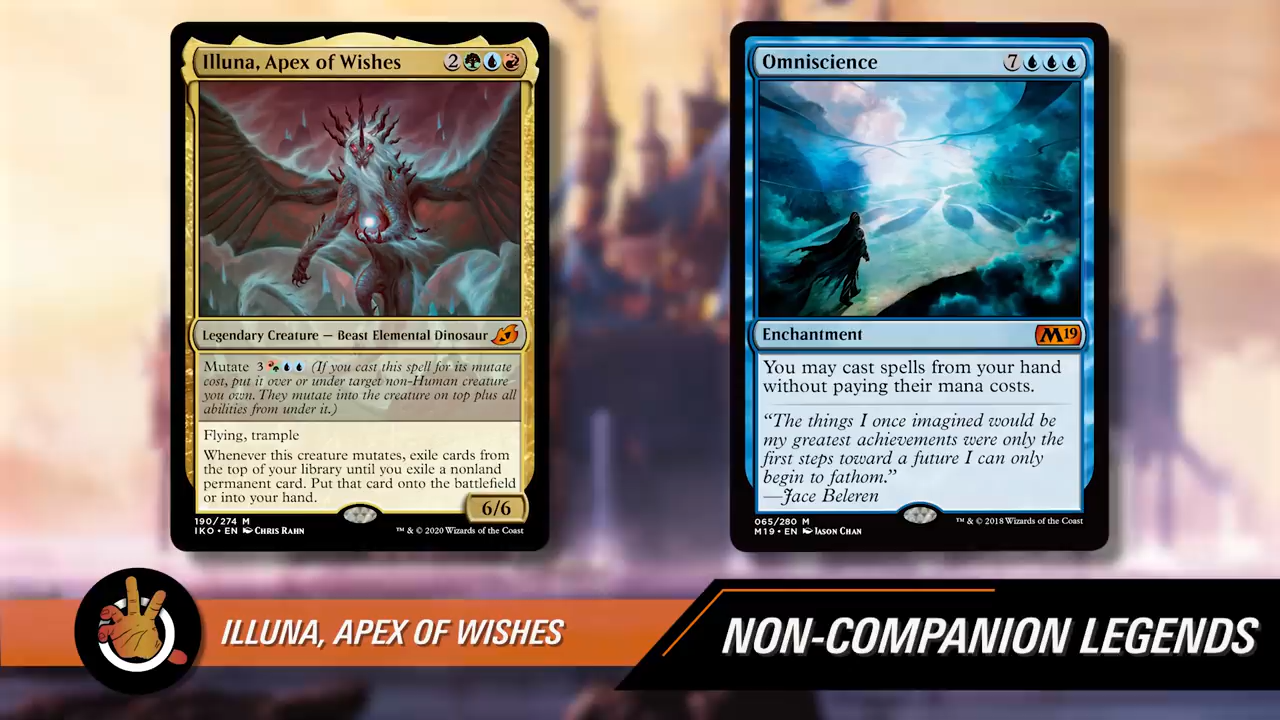 Illuna, Apex of Wishes 2
Legendary Creature — Beast Elemental Dinosaur
Mutate 3 (If you cast this spell for its mutate
cost, put it over or under target non-Human creature
you own. They mutate into the creature on top plus all
abilities from under it.)
Flying, trample
Whenever this creature mutates, exile cards from
the top of your library until you exile a nonland
permanent card. Put that card onto the battlefield
or into your hand.
6/6
190/274 M
IKO • EN Chris Rahn
™ & © 2020 Wizards of the Coast
Omniscience 7
Enchantment M19
You may cast spells from your hand
without paying their mana costs.
“The things I once imagined would be
my greatest achievements were only the
first steps toward a future I can only
begin to fathom.”
—Jace Beleren
065/280 M
M19 • EN Jason Chan
™ & © 2018 Wizards of the Coast
ILLUNA, APEX OF WISHES
NON-COMPANION LEGENDS